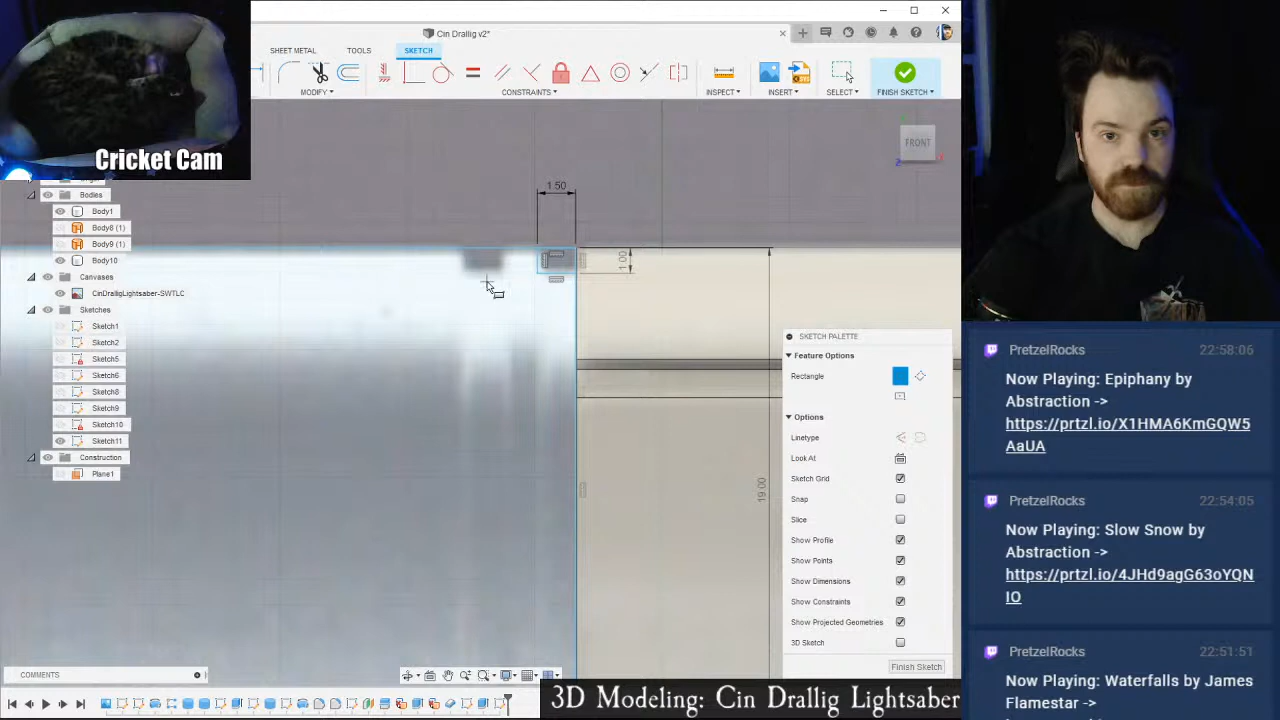 Cin Drallig v2*
SHEET METAL TOOLS SKETCH
MODIFY CONSTRAINTS INSPECT INSERT SELECT FINISH SKETCH
Cricket Cam
FRONT
Bodies
Body1
Body8 (1)
Body9 (1)
Body10
Canvases
CinDralligLightsaber-SWTLC
Sketches
Sketch1
Sketch2
Sketch5
Sketch6
Sketch8
Sketch9
Sketch10
Sketch11
Construction
Plane1
1.50
1.00
19.00
SKETCH PALETTE
Feature Options
Rectangle
Options
Linetype
Look At
Sketch Grid
Snap
Slice
Show Profile
Show Points
Show Dimensions
Show Constraints
Show Projected Geometries
3D Sketch
Finish Sketch
COMMENTS
3D Modeling: Cin Drallig Lightsaber
PretzelRocks 22:58:06
Now Playing: Epiphany by
Abstraction ->
https://prtzl.io/X1HMA6KmGQW5
AaUA
PretzelRocks 22:54:05
Now Playing: Slow Snow by
Abstraction ->
https://prtzl.io/4JHd9agG63oYQN
IO
PretzelRocks 22:51:51
Now Playing: Waterfalls by James
Flamestar ->